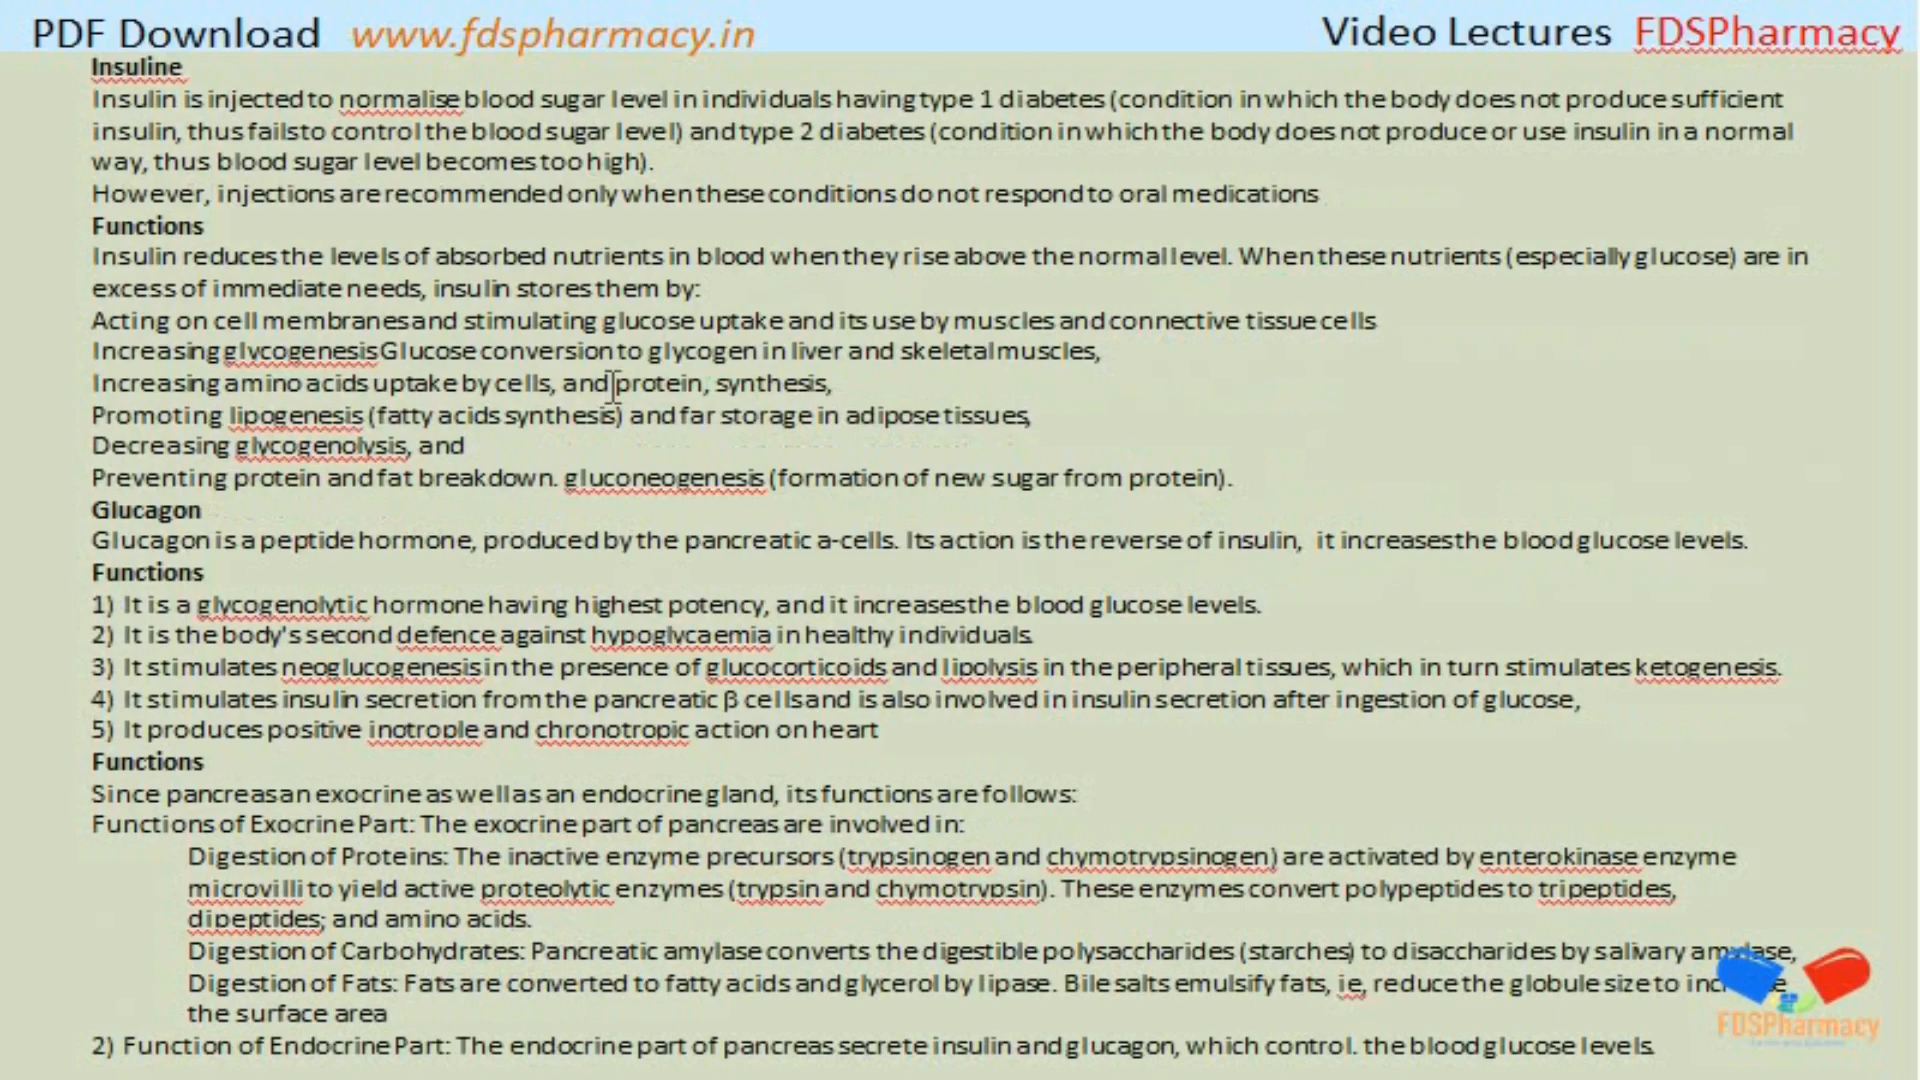 PDF Download www.fdspharmacy.in Video Lectures FDSPharmacy
Insuline
Insulin is injected to normalise blood sugar level in individuals having type 1 diabetes (condition in which the body does not produce sufficient
insulin, thus fails to control the blood sugar level) and type 2 diabetes (condition in which the body does not produce or use insulin in a normal
way, thus blood sugar level becomes too high).
However, injections are recommended only when these conditions do not respond to oral medications
Functions
Insulin reduces the levels of absorbed nutrients in blood when they rise above the normal level. When these nutrients (especially glucose) are in
excess of immediate needs, insulin stores them by:
Acting on cell membranes and stimulating glucose uptake and its use by muscles and connective tissue cells
Increasing glycogenesis Glucose conversion to glycogen in liver and skeletal muscles,
Increasing amino acids uptake by cells, and protein, synthesis,
Promoting lipogenesis (fatty acids synthesis) and far storage in adipose tissues,
Decreasing glycogenolysis, and
Preventing protein and fat breakdown. gluconeogenesis (formation of new sugar from protein).
Glucagon
Glucagon is a peptide hormone, produced by the pancreatic a-cells. Its action is the reverse of insulin, it increases the blood glucose levels.
Functions
1) It is a glycogenolytic hormone having highest potency, and it increases the blood glucose levels.
2) It is the body's second defence against hypoglycaemia in healthy individuals.
3) It stimulates neoglucogenesis in the presence of glucocorticoids and lipolysis in the peripheral tissues, which in turn stimulates ketogenesis.
4) It stimulates insulin secretion from the pancreatic β cells and is also involved in insulin secretion after ingestion of glucose,
5) It produces positive inotrople and chronotropic action on heart
Functions
Since pancreas an exocrine as well as an endocrine gland, its functions are follows:
Functions of Exocrine Part: The exocrine part of pancreas are involved in:
Digestion of Proteins: The inactive enzyme precursors (trypsinogen and chymotrypsinogen) are activated by enterokinase enzyme
microvilli to yield active proteolytic enzymes (trypsin and chymotrypsin). These enzymes convert polypeptides to tripeptides,
dipeptides; and amino acids.
Digestion of Carbohydrates: Pancreatic amylase converts the digestible polysaccharides (starches) to disaccharides by salivary amylase,
Digestion of Fats: Fats are converted to fatty acids and glycerol by lipase. Bile salts emulsify fats, ie, reduce the globule size to increase
the surface area
FDSPharmacy
2) Function of Endocrine Part: The endocrine part of pancreas secrete insulin and glucagon, which control. the blood glucose levels.